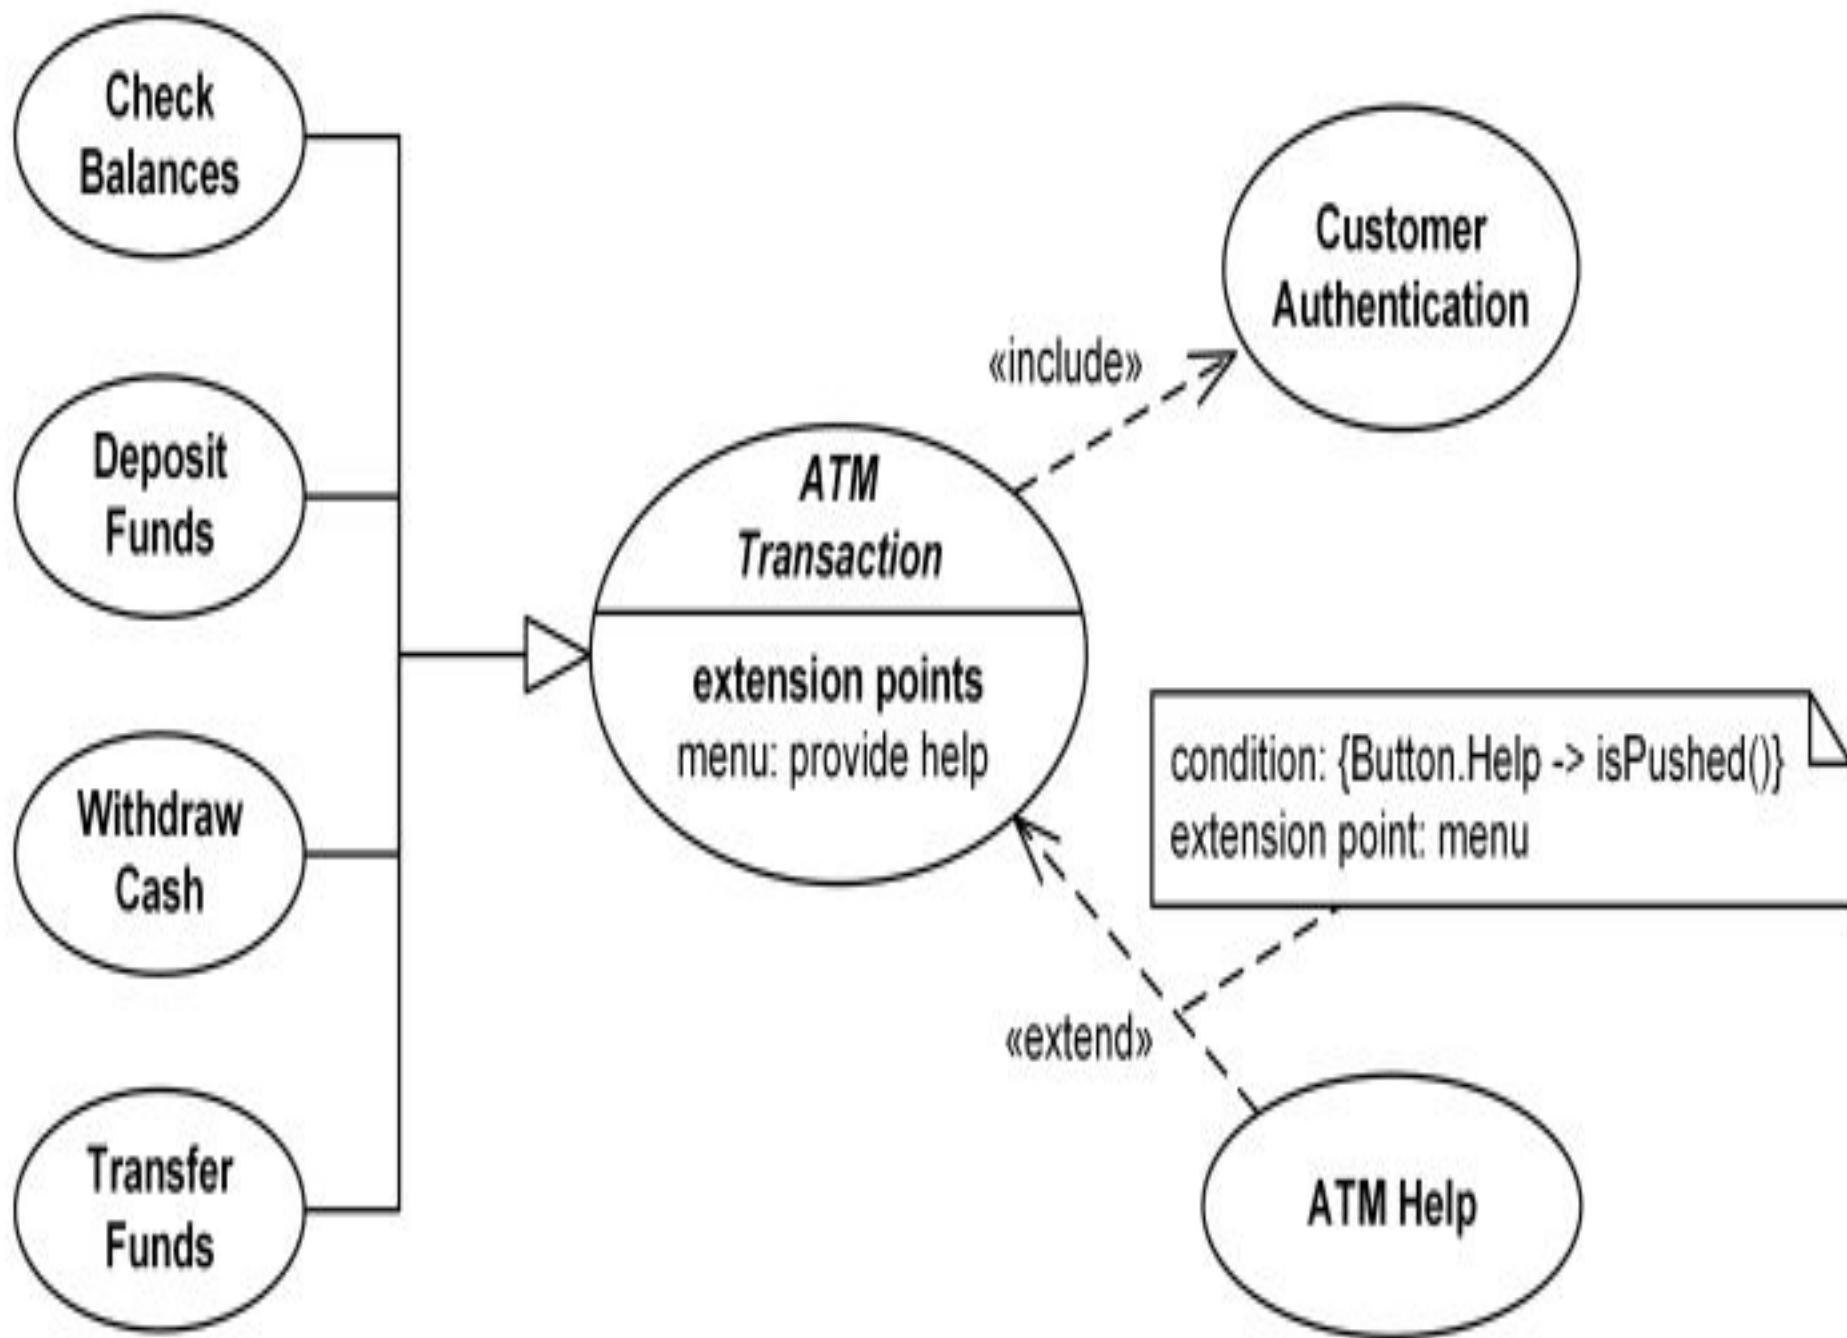 Check
Balances
Deposit
Funds
Withdraw
Cash
Transfer
Funds
ATM
Transaction
extension points
menu: provide help
«include»
Customer
Authentication
condition: {Button.Help -> isPushed()}
extension point: menu
«extend»
ATM Help